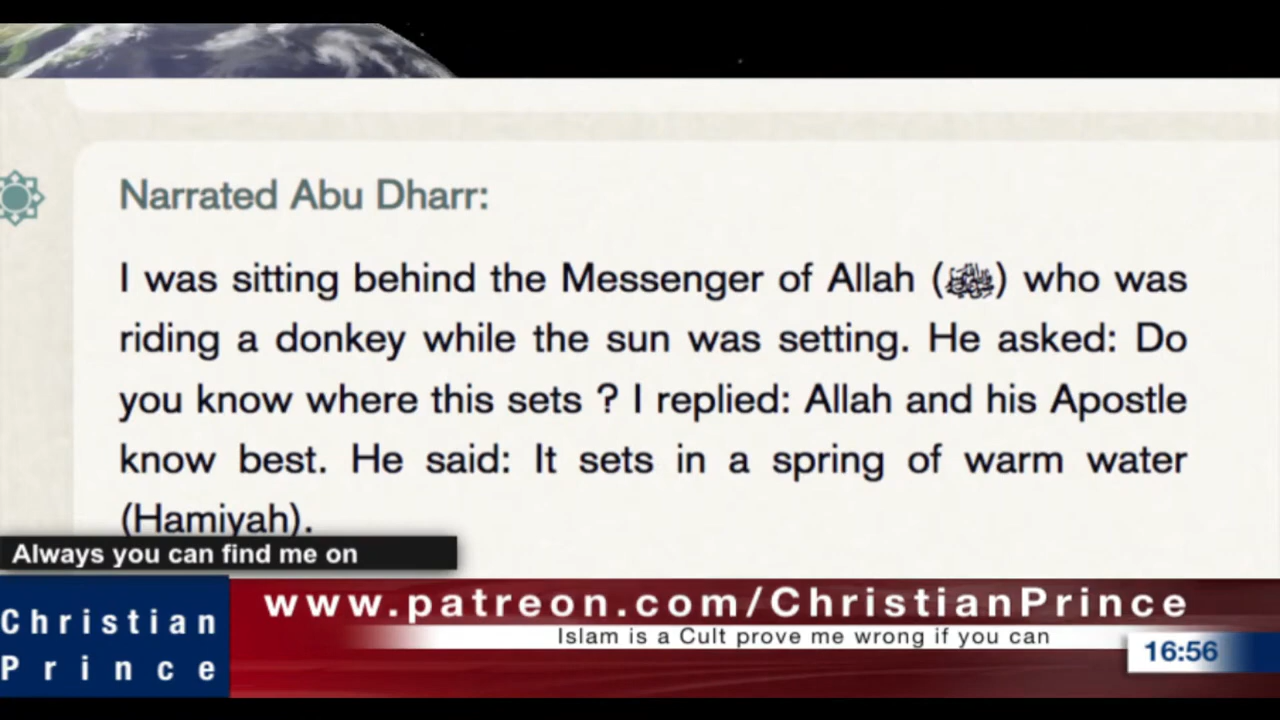 Narrated Abu Dharr:
I was sitting behind the Messenger of Allah (ﷺ) who was
riding a donkey while the sun was setting. He asked: Do
you know where this sets ? I replied: Allah and his Apostle
know best. He said: It sets in a spring of warm water
(Hamiyah).
Always you can find me on
Christian
Prince
www.patreon.com/ChristianPrince
Islam is a Cult prove me wrong if you can
16:56